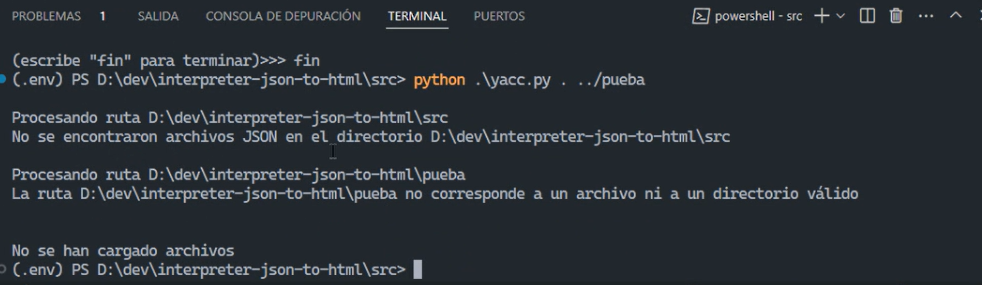 PROBLEMAS 1 SALIDA CONSOLA DE DEPURACIÓN TERMINAL PUERTOS powershell - src
(escribe "fin" para terminar)>>> fin
(.env) PS D:\dev\interpreter-json-to-html\src> python .\yacc.py . ../pueba
Procesando ruta D:\dev\interpreter-json-to-html\src
No se encontraron archivos JSON en el directorio D:\dev\interpreter-json-to-html\src
Procesando ruta D:\dev\interpreter-json-to-html\pueba
La ruta D:\dev\interpreter-json-to-html\pueba no corresponde a un archivo ni a un directorio válido
No se han cargado archivos
(.env) PS D:\dev\interpreter-json-to-html\src>